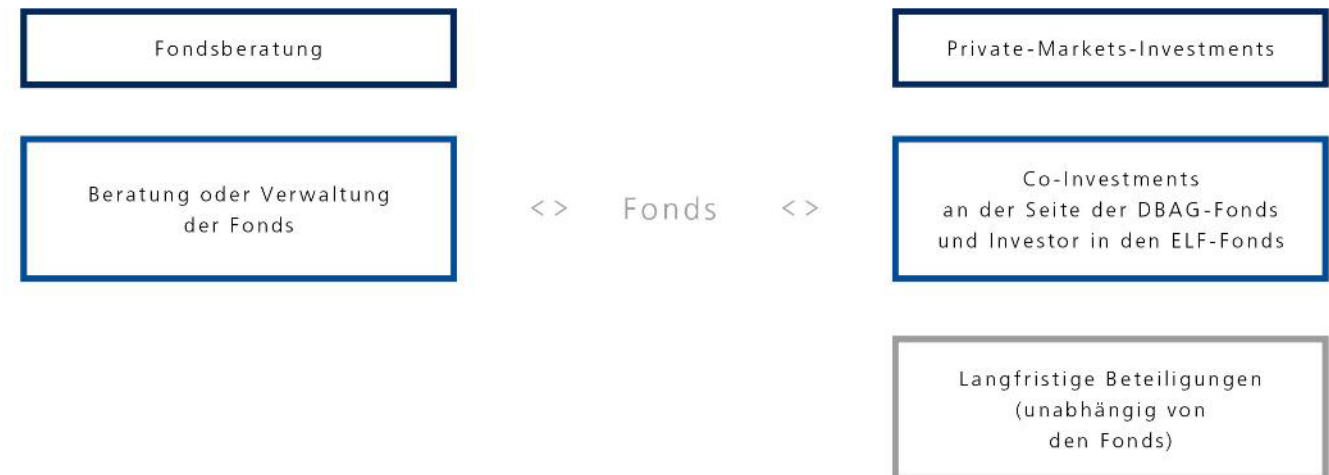 Fondsberatung
Private-Markets-Investments
Beratung oder Verwaltung
der Fonds
<> Fonds <>
Co-Investments
an der Seite der DBAG-Fonds
und Investor in den ELF-Fonds
Langfristige Beteiligungen
(unabhängig von
den Fonds)